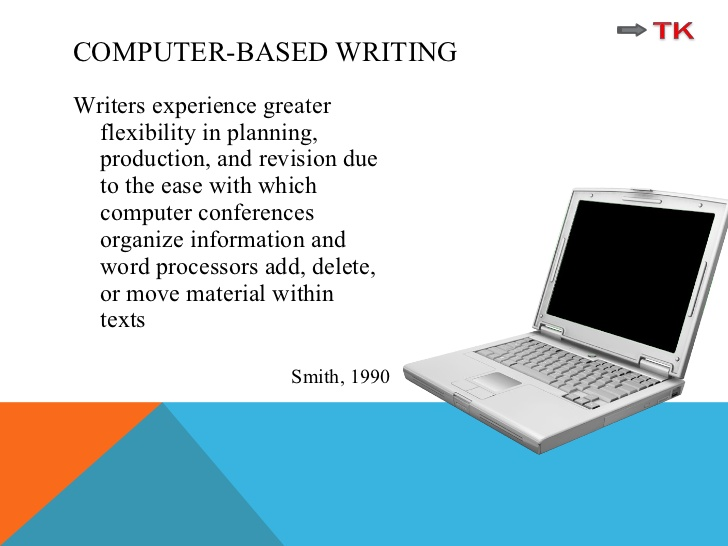 TK
COMPUTER-BASED WRITING
Writers experience greater
flexibility in planning,
production, and revision due
to the ease with which
computer conferences
organize information and
word processors add, delete,
or move material within
texts
Smith, 1990